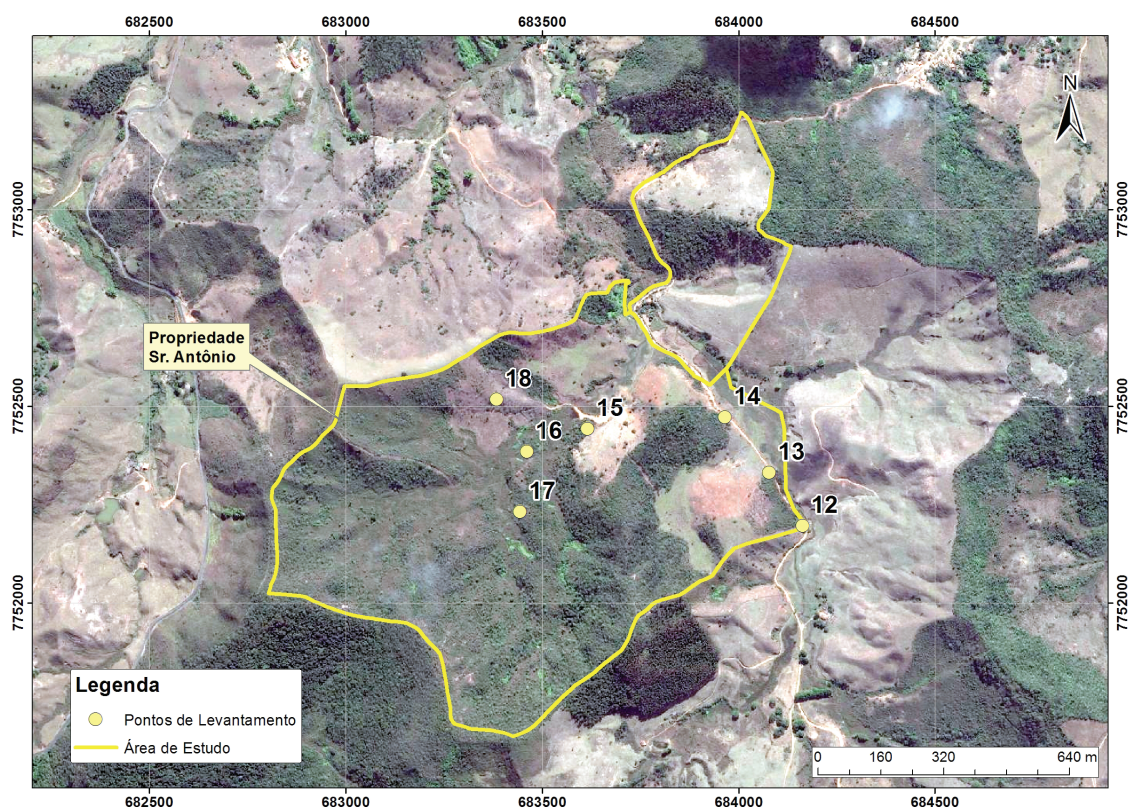 682500 683000 683500 684000 684500
N
7753000 7753000
Propriedade
Sr. Antônio
18
15
14
7752500 7752500
16
13
17
12
7752000 7752000
Legenda
Pontos de Levantamento
Área de Estudo
0 160 320 640 m
682500 683000 683500 684000 684500